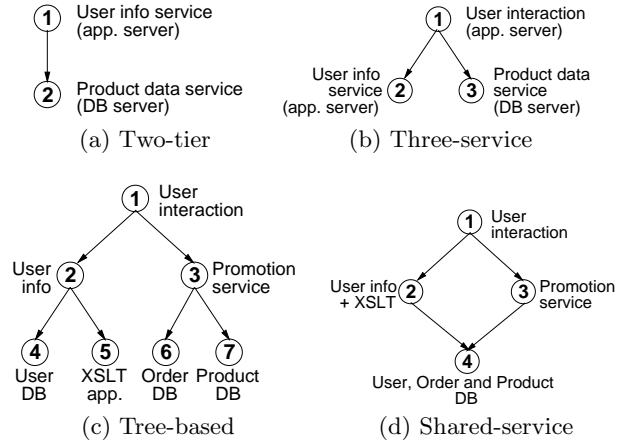 1 User info service
(app. server)
2 Product data service
(DB server)
(a) Two-tier
1 User interaction
(app. server)
User info
service
(app. server)
2
3 Product data
service
(DB server)
(b) Three-service
1 User
interaction
User
info
2
3 Promotion
service
4 5 6 7
User XSLT Order Product
DB app. DB DB
(c) Tree-based
1 User
interaction
User info
+ XSLT
2
3 Promotion
service
4
User, Order and Product
DB
(d) Shared-service